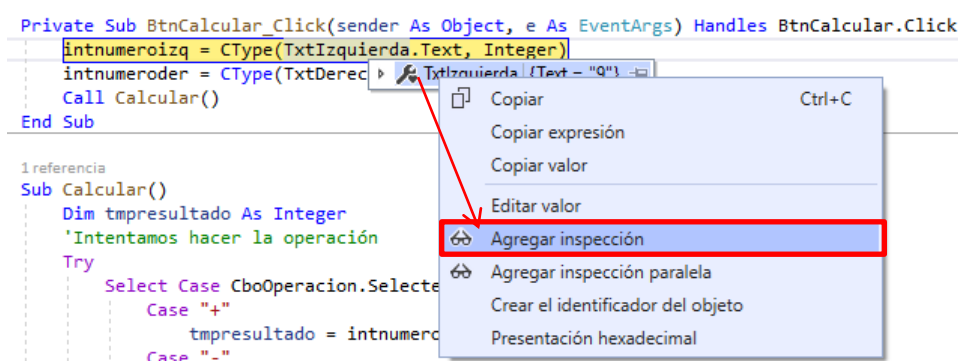 Private Sub BtnCalcular_Click(sender As Object, e As EventArgs) Handles BtnCalcular.Click
intnumeroizq = CType(TxtIzquierda.Text, Integer)
intnumeroder = CType(TxtDerec TxtIzquierda {Text = "9"}
Call Calcular()
End Sub
1 referencia
Sub Calcular()
Dim tmpresultado As Integer
'Intentamos hacer la operación
Try
Select Case CboOperacion.Selecte
Case "+"
tmpresultado = intnumero
Case "-"
Copiar Ctrl+C
Copiar expresión
Copiar valor
Editar valor
Agregar inspección
Agregar inspección paralela
Crear el identificador del objeto
Presentación hexadecimal